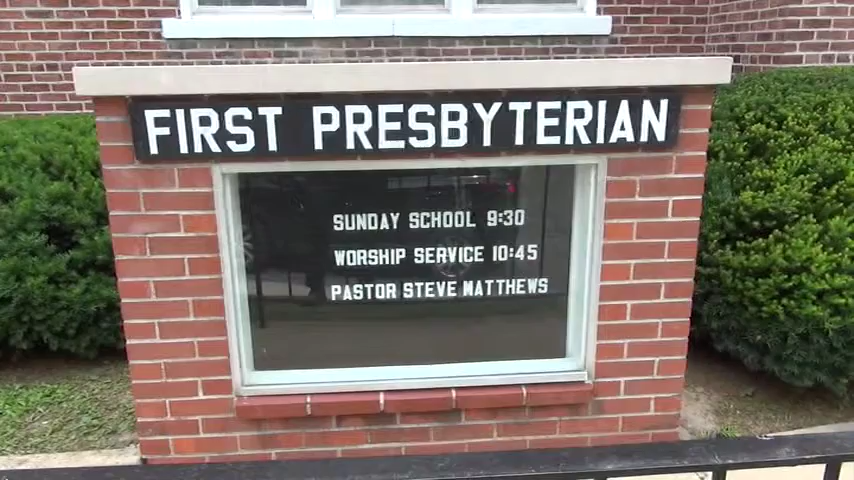 FIRST PRESBYTERIAN
SUNDAY SCHOOL 9:30
WORSHIP SERVICE 10:45
PASTOR STEVE MATTHEWS